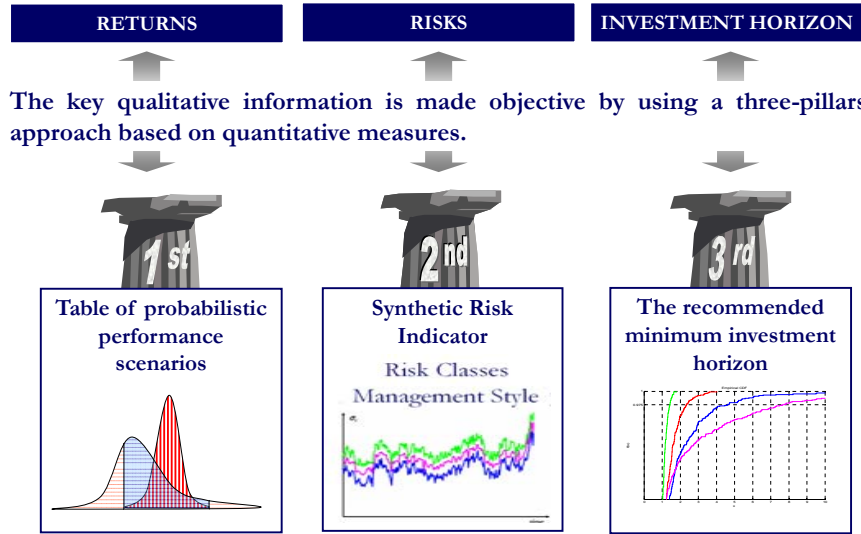 RETURNS
RISKS
INVESTMENT HORIZON
The key qualitative information is made objective by using a three-pillars
approach based on quantitative measures.
1st
2nd
3rd
Table of probabilistic
performance
scenarios
Synthetic Risk
Indicator
Risk Classes
Management Style
The recommended
minimum investment
horizon